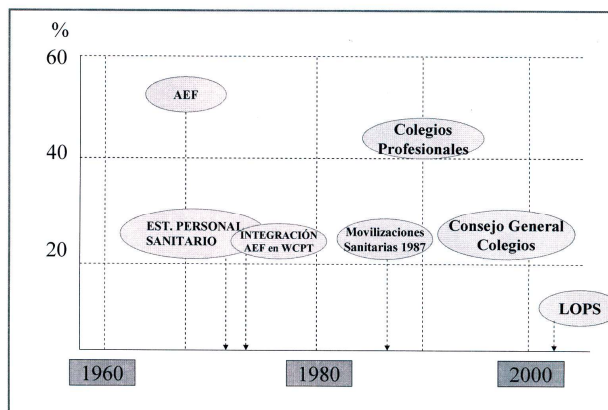 %
60
AEF
Colegios
Profesionales
40
EST. PERSONAL
SANITARIO
INTEGRACIÓN
AEF en WCPT
Movilizaciones
Sanitarias 1987
Consejo General
Colegios
20
LOPS
1960
1980
2000